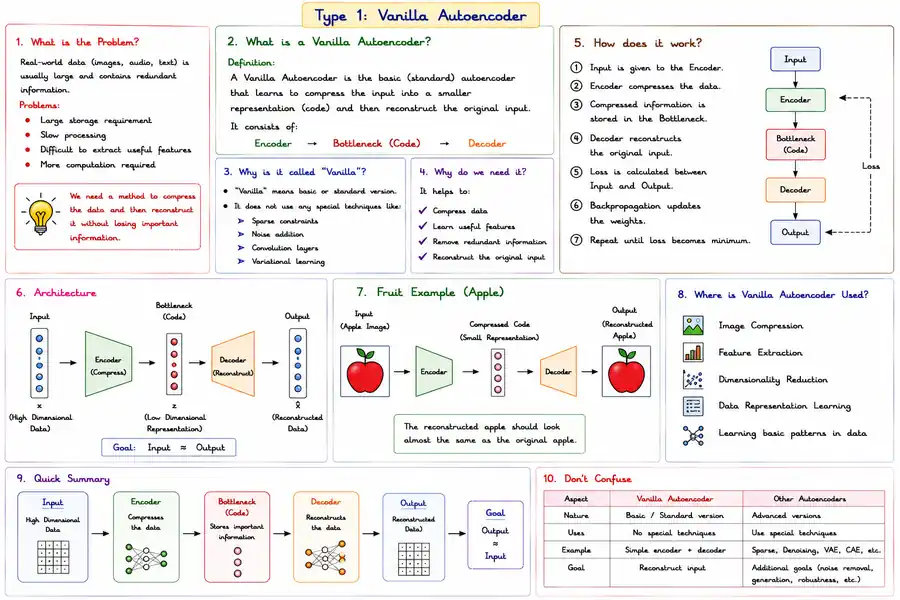 Type 1: Vanilla Autoencoder
1. What is the Problem?
Real-world data (images, audio, text) is
usually large and contains redundant
information.
Problems:
• Large storage requirement
• Slow processing
• Difficult to extract useful features
• More computation required
We need a method to compress
the data and then reconstruct
it without losing important
information.
2. What is a Vanilla Autoencoder?
Definition:
A Vanilla Autoencoder is the basic (standard) autoencoder
that learns to compress the input into a smaller
representation (code) and then reconstruct the original input.
It consists of:
Encoder → Bottleneck (Code) → Decoder
3. Why is it called "Vanilla"?
• "Vanilla" means basic or standard version.
• It does not use any special techniques like:
➤ Sparse constraints
➤ Noise addition
➤ Convolution layers
➤ Variational learning
4. Why do we need it?
It helps to:
✓ Compress data
✓ Learn useful features
✓ Remove redundant information
✓ Reconstruct the original input
5. How does it work?
① Input is given to the Encoder.
② Encoder compresses the data.
③ Compressed information is
stored in the Bottleneck.
④ Decoder reconstructs
the original input.
⑤ Loss is calculated between
Input and Output.
⑥ Backpropagation updates
the weights.
⑦ Repeat until loss becomes minimum.
Input
Encoder
Bottleneck
(Code)
Decoder
Output
Loss
6. Architecture
Input
x
(High Dimensional
Data)
Encoder
(Compress)
Bottleneck
(Code)
z
(Low Dimensional
Representation)
Decoder
(Reconstruct)
Output
x̂
(Reconstructed
Data)
Goal: Input ≈ Output
7. Fruit Example (Apple)
Input
(Apple Image)
Encoder
Compressed Code
(Small Representation)
Decoder
Output
(Reconstructed
Apple)
The reconstructed apple should look
almost the same as the original apple.
8. Where is Vanilla Autoencoder Used?
Image Compression
Feature Extraction
Dimensionality Reduction
Data Representation Learning
Learning basic patterns in data
9. Quick Summary
Input
High Dimensional
Data
Encoder
Compresses
the data
Bottleneck
(Code)
Stores important
information
Decoder
Reconstructs
the data
Output
Reconstructed
Data)
Goal
Output
≈
Input
10. Don't Confuse
Aspect Vanilla Autoencoder Other Autoencoders
Nature Basic / Standard version Advanced versions
Uses No special techniques Use special techniques
Example Simple encoder + decoder Sparse, Denoising, VAE, CAE, etc.
Goal Reconstruct input Additional goals (noise removal,
generation, robustness, etc.)